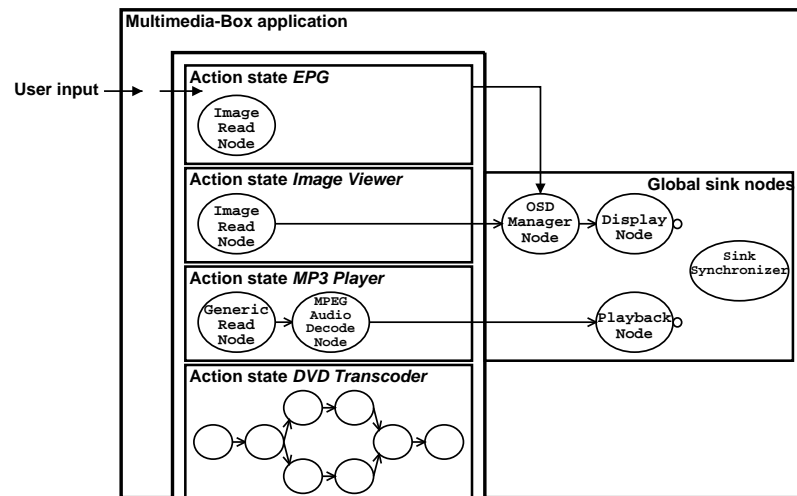 Multimedia-Box application
User input
Action state EPG
Image
Read
Node
Action state Image Viewer
Image
Read
Node
Global sink nodes
OSD
Manager
Node
Display
Node
Sink
Synchronizer
Action state MP3 Player
Generic
Read
Node
MPEG
Audio
Decode
Node
Playback
Node
Action state DVD Transcoder